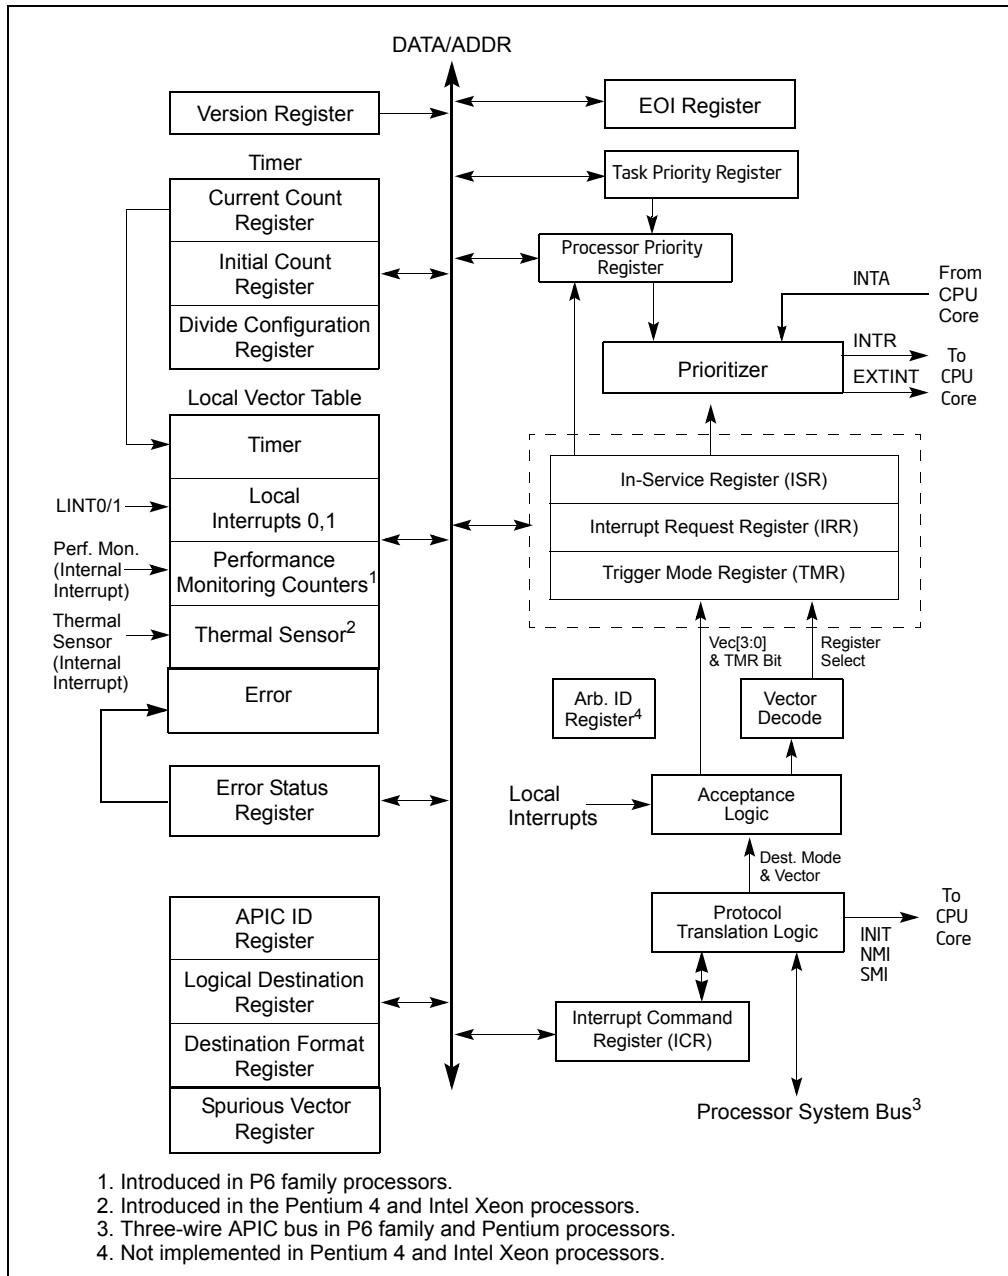 DATA/ADDR
Version Register
EOI Register
Timer
Task Priority Register
Current Count
Register
Processor Priority
Register
Initial Count
Register
INTA
From
CPU
Core
Divide Configuration
Register
Prioritizer
INTR
EXTINT
To
CPU
Core
Local Vector Table
Timer
In-Service Register (ISR)
LINT0/1
Local
Interrupts 0,1
Interrupt Request Register (IRR)
Perf. Mon.
(Internal
Interrupt)
Performance
Monitoring Counters1
Trigger Mode Register (TMR)
Thermal
Sensor
(Internal
Interrupt)
Thermal Sensor2
Vec[3:0]
& TMR Bit
Register
Select
Error
Arb. ID
Register4
Vector
Decode
Error Status
Register
Local
Interrupts
Acceptance
Logic
Dest. Mode
& Vector
APIC ID
Register
Protocol
Translation Logic
INIT
NMI
SMI
To
CPU
Core
Logical Destination
Register
Interrupt Command
Register (ICR)
Destination Format
Register
Spurious Vector
Register
Processor System Bus3
1. Introduced in P6 family processors.
2. Introduced in the Pentium 4 and Intel Xeon processors.
3. Three-wire APIC bus in P6 family and Pentium processors.
4. Not implemented in Pentium 4 and Intel Xeon processors.